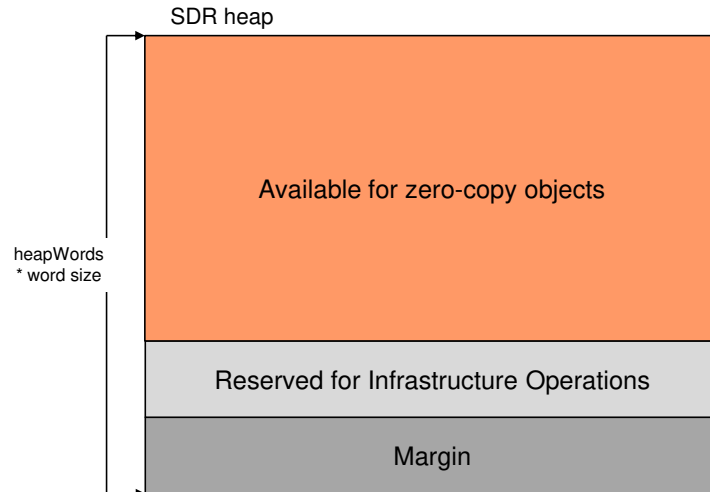 SDR heap
Available for zero-copy objects
heapWords
* word size
Reserved for Infrastructure Operations
Margin